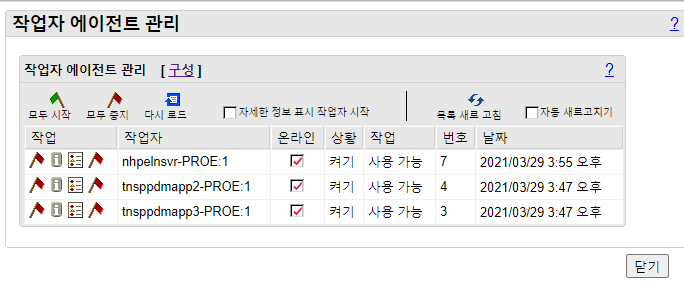 작업자 에이전트 관리 ?
작업자 에이전트 관리 [ 구성 ] ?
모두 시작 모두 중지 다시 로드 자세한 정보 표시 작업자 시작 목록 새로 고침 자동 새로고치기
작업 작업자 온라인 상황 작업 번호 날짜
nhpelnsvr-PROE:1 켜기 사용 가능 7 2021/03/29 3:55 오후
tnsppdmapp2-PROE:1 켜기 사용 가능 4 2021/03/29 3:47 오후
tnsppdmapp3-PROE:1 켜기 사용 가능 3 2021/03/29 3:47 오후
닫기